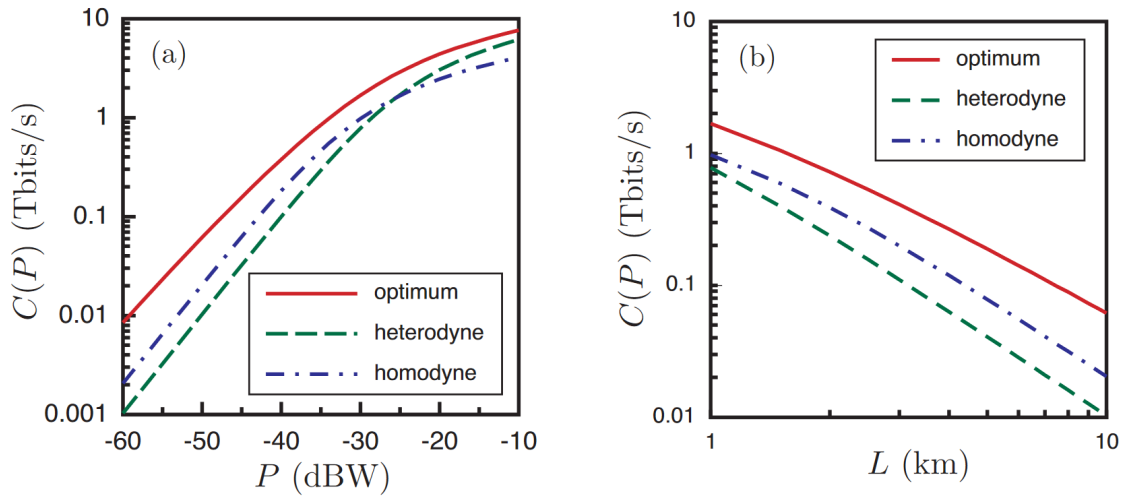 (a)
C(P) (Tbits/s)
10
1
0.1
0.01
0.001
optimum
heterodyne
homodyne
-60 -50 -40 -30 -20 -10
P (dBW)
(b)
C(P) (Tbits/s)
10
1
0.1
0.01
optimum
heterodyne
homodyne
1 10
L (km)